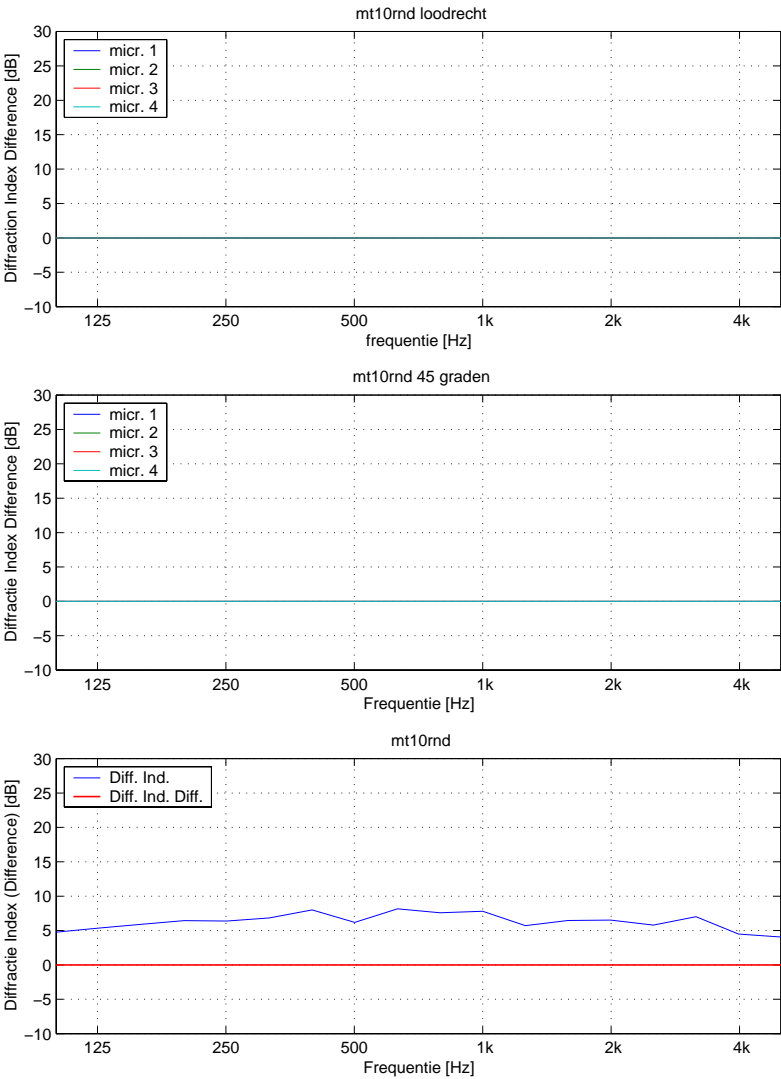 mt10rnd loodrecht
30
25
20
15
10
5
0
−5
−10
Diffraction Index Difference [dB]
micr. 1
micr. 2
micr. 3
micr. 4
125 250 500 1k 2k 4k
frequentie [Hz]
mt10rnd 45 graden
30
25
20
15
10
5
0
−5
−10
Diffractie Index Difference [dB]
micr. 1
micr. 2
micr. 3
micr. 4
125 250 500 1k 2k 4k
Frequentie [Hz]
mt10rnd
30
25
20
15
10
5
0
−5
−10
Diffractie Index (Difference) [dB]
Diff. Ind.
Diff. Ind. Diff.
125 250 500 1k 2k 4k
Frequentie [Hz]